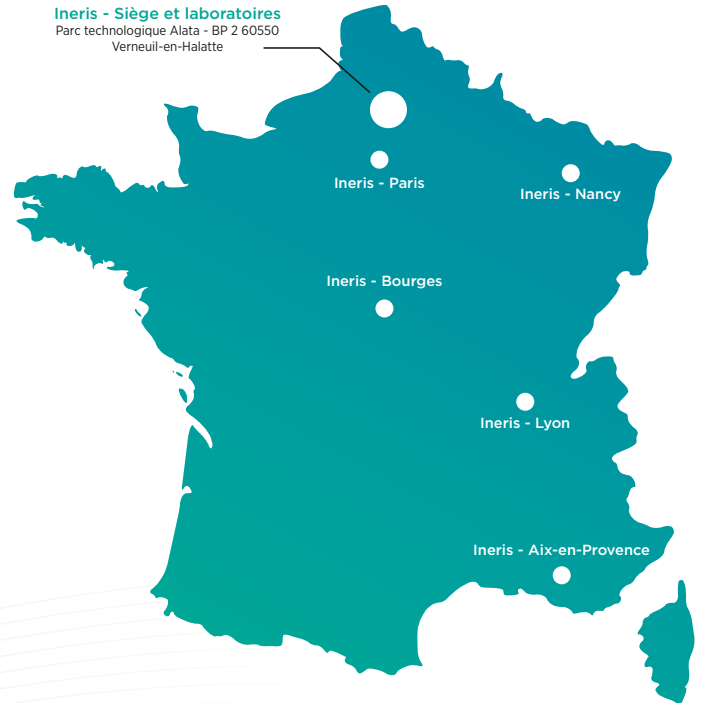 Ineris - Siège et laboratoires
Parc technologique Alata - BP 2 60550
Verneuil-en-Halatte
Ineris - Paris
Ineris - Nancy
Ineris - Bourges
Ineris - Lyon
Ineris - Aix-en-Provence